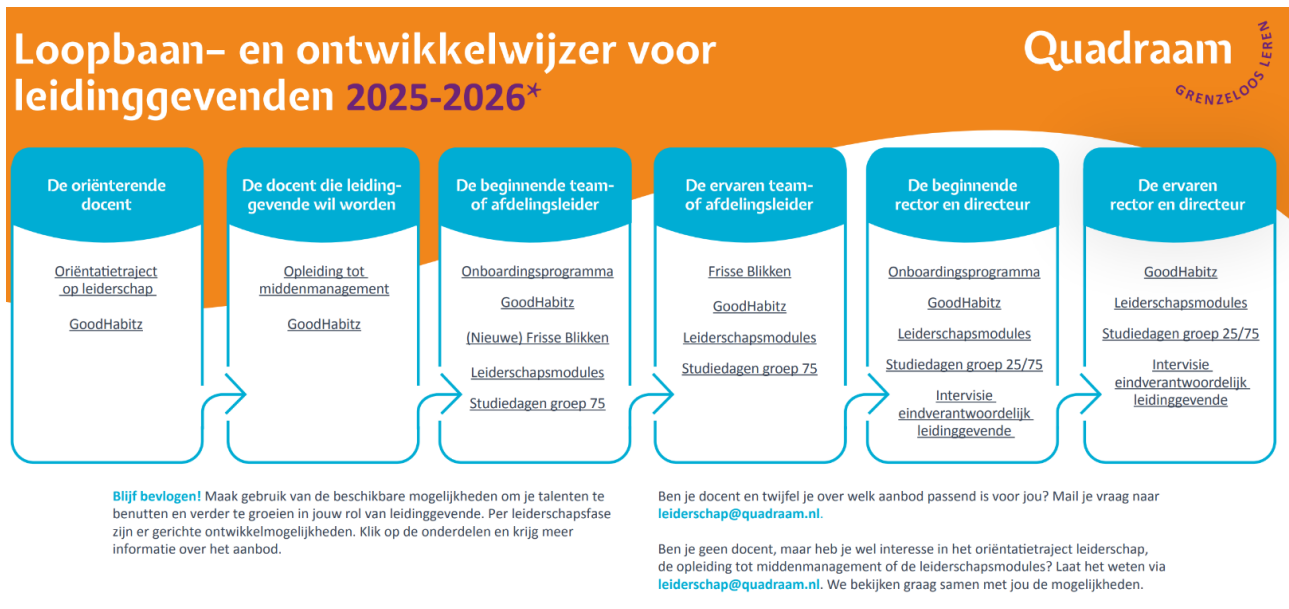 Loopbaan– en ontwikkelwijzer voor
leidinggevenden 2025-2026*
Quadraam
GRENZELOOS LEREN
De oriënterende
docent
Oriëntatietraject
op leiderschap
GoodHabitz
De docent die leiding-
gevende wil worden
Opleiding tot
middenmanagement
GoodHabitz
De beginnende team-
of afdelingsleider
Onboardingsprogramma
GoodHabitz
(Nieuwe) Frisse Blikken
Leiderschapsmodules
Studiedagen groep 75
De ervaren team-
of afdelingsleider
Frisse Blikken
GoodHabitz
Leiderschapsmodules
Studiedagen groep 75
De beginnende
rector en directeur
Onboardingsprogramma
GoodHabitz
Leiderschapsmodules
Studiedagen groep 25/75
Intervisie
eindverantwoordelijk
leidinggevende
De ervaren
rector en directeur
GoodHabitz
Leiderschapsmodules
Studiedagen groep 25/75
Intervisie
eindverantwoordelijk
leidinggevende
Blijf bevlogen! Maak gebruik van de beschikbare mogelijkheden om je talenten te
benutten en verder te groeien in jouw rol van leidinggevende. Per leiderschapsfase
zijn er gerichte ontwikkelmogelijkheden. Klik op de onderdelen en krijg meer
informatie over het aanbod.
Ben je docent en twijfel je over welk aanbod passend is voor jou? Mail je vraag naar
leiderschap@quadraam.nl.
Ben je geen docent, maar heb je wel interesse in het oriëntatietraject leiderschap,
de opleiding tot middenmanagement of de leiderschapsmodules? Laat het weten via
leiderschap@quadraam.nl. We bekijken graag samen met jou de mogelijkheden.